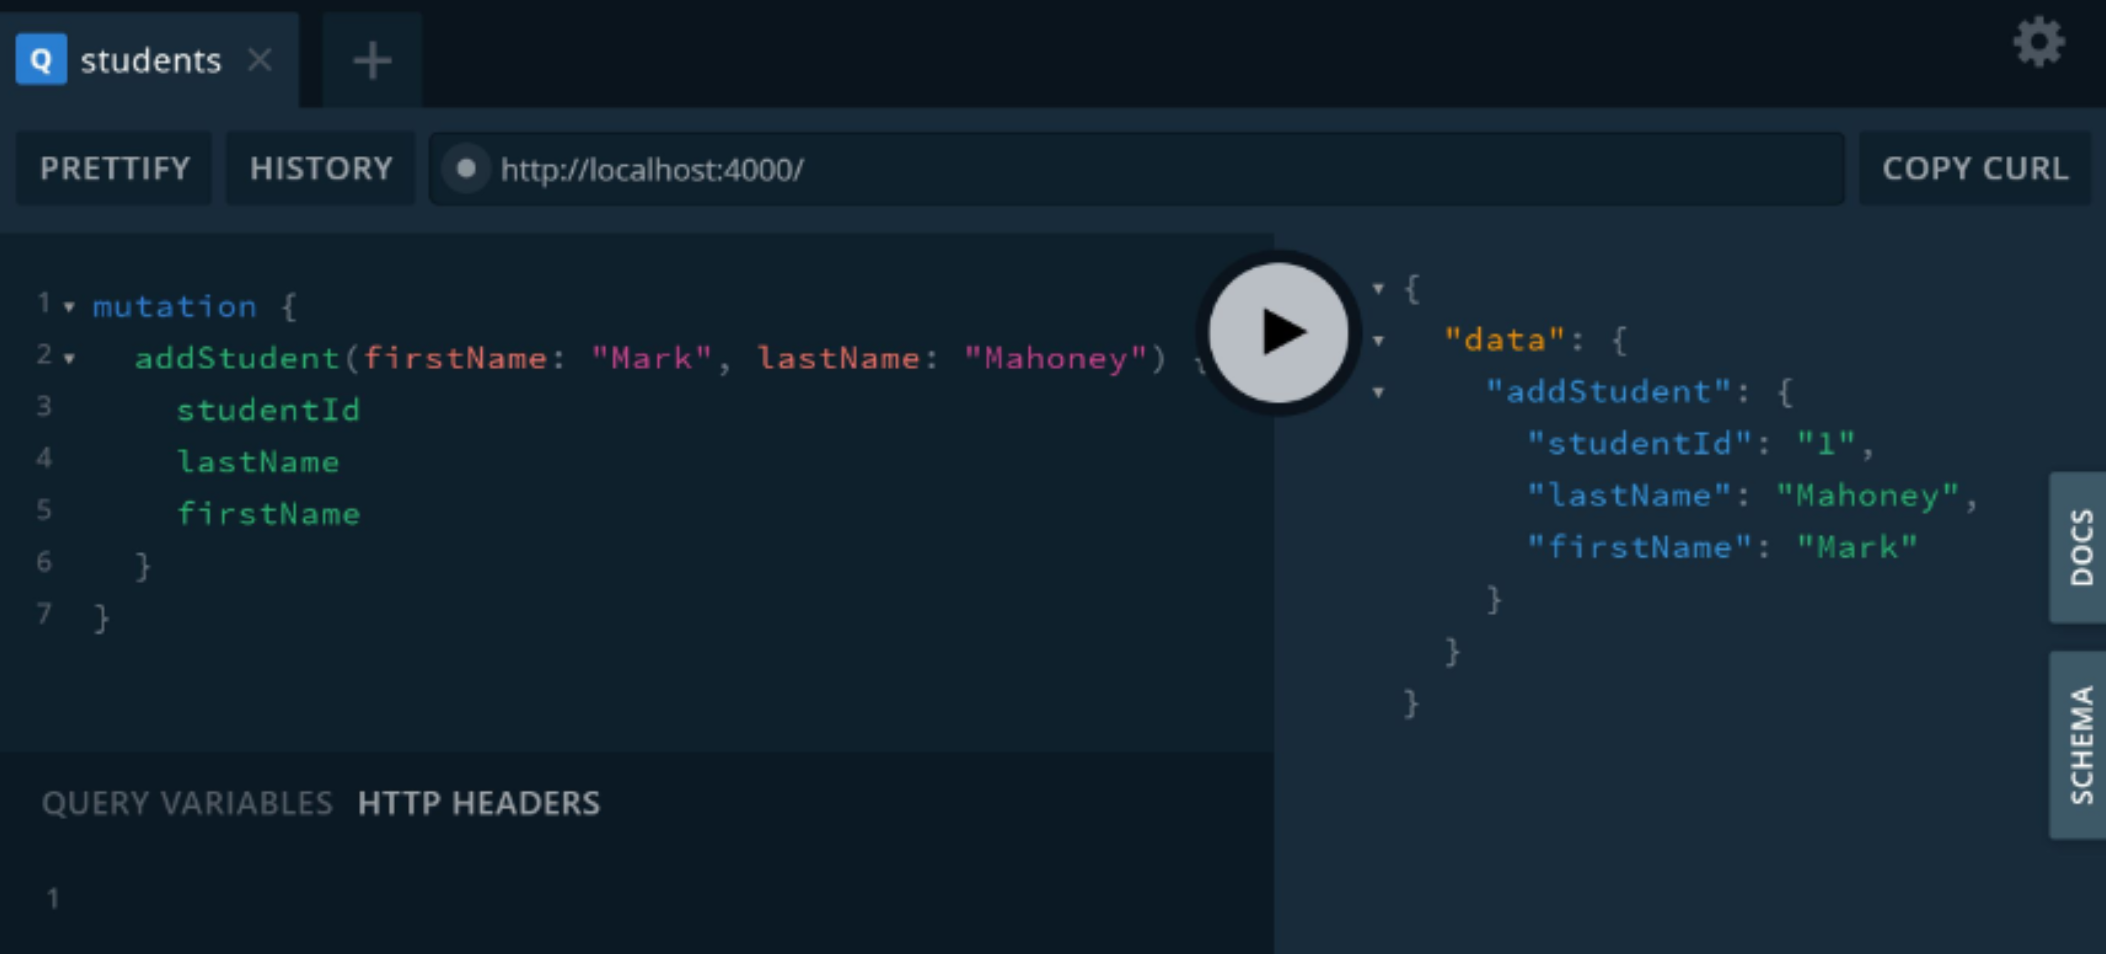 Q students
PRETTIFY HISTORY http://localhost:4000/ COPY CURL
1 mutation {
2 addStudent(firstName: "Mark", lastName: "Mahoney") {
3 studentId
4 lastName
5 firstName
6 }
7 }
{
"data": {
"addStudent": {
"studentId": "1",
"lastName": "Mahoney",
"firstName": "Mark"
}
}
}
DOCS
SCHEMA
QUERY VARIABLES HTTP HEADERS
1